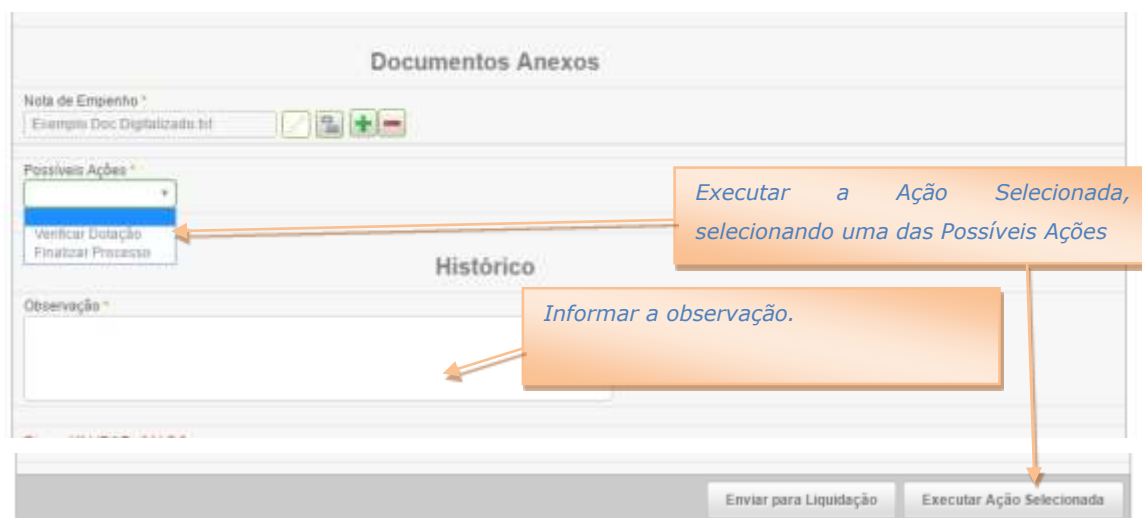 Documentos Anexos
Nota de Empenho *
Exemplo Doc Digitalizado.txt
Possíveis Ações *
Verificar Dotação
Finalizar Processo
Executar a Ação Selecionada,
selecionando uma das Possíveis Ações
Histórico
Observação *
Informar a observação.
Enviar para Liquidação Executar Ação Selecionada